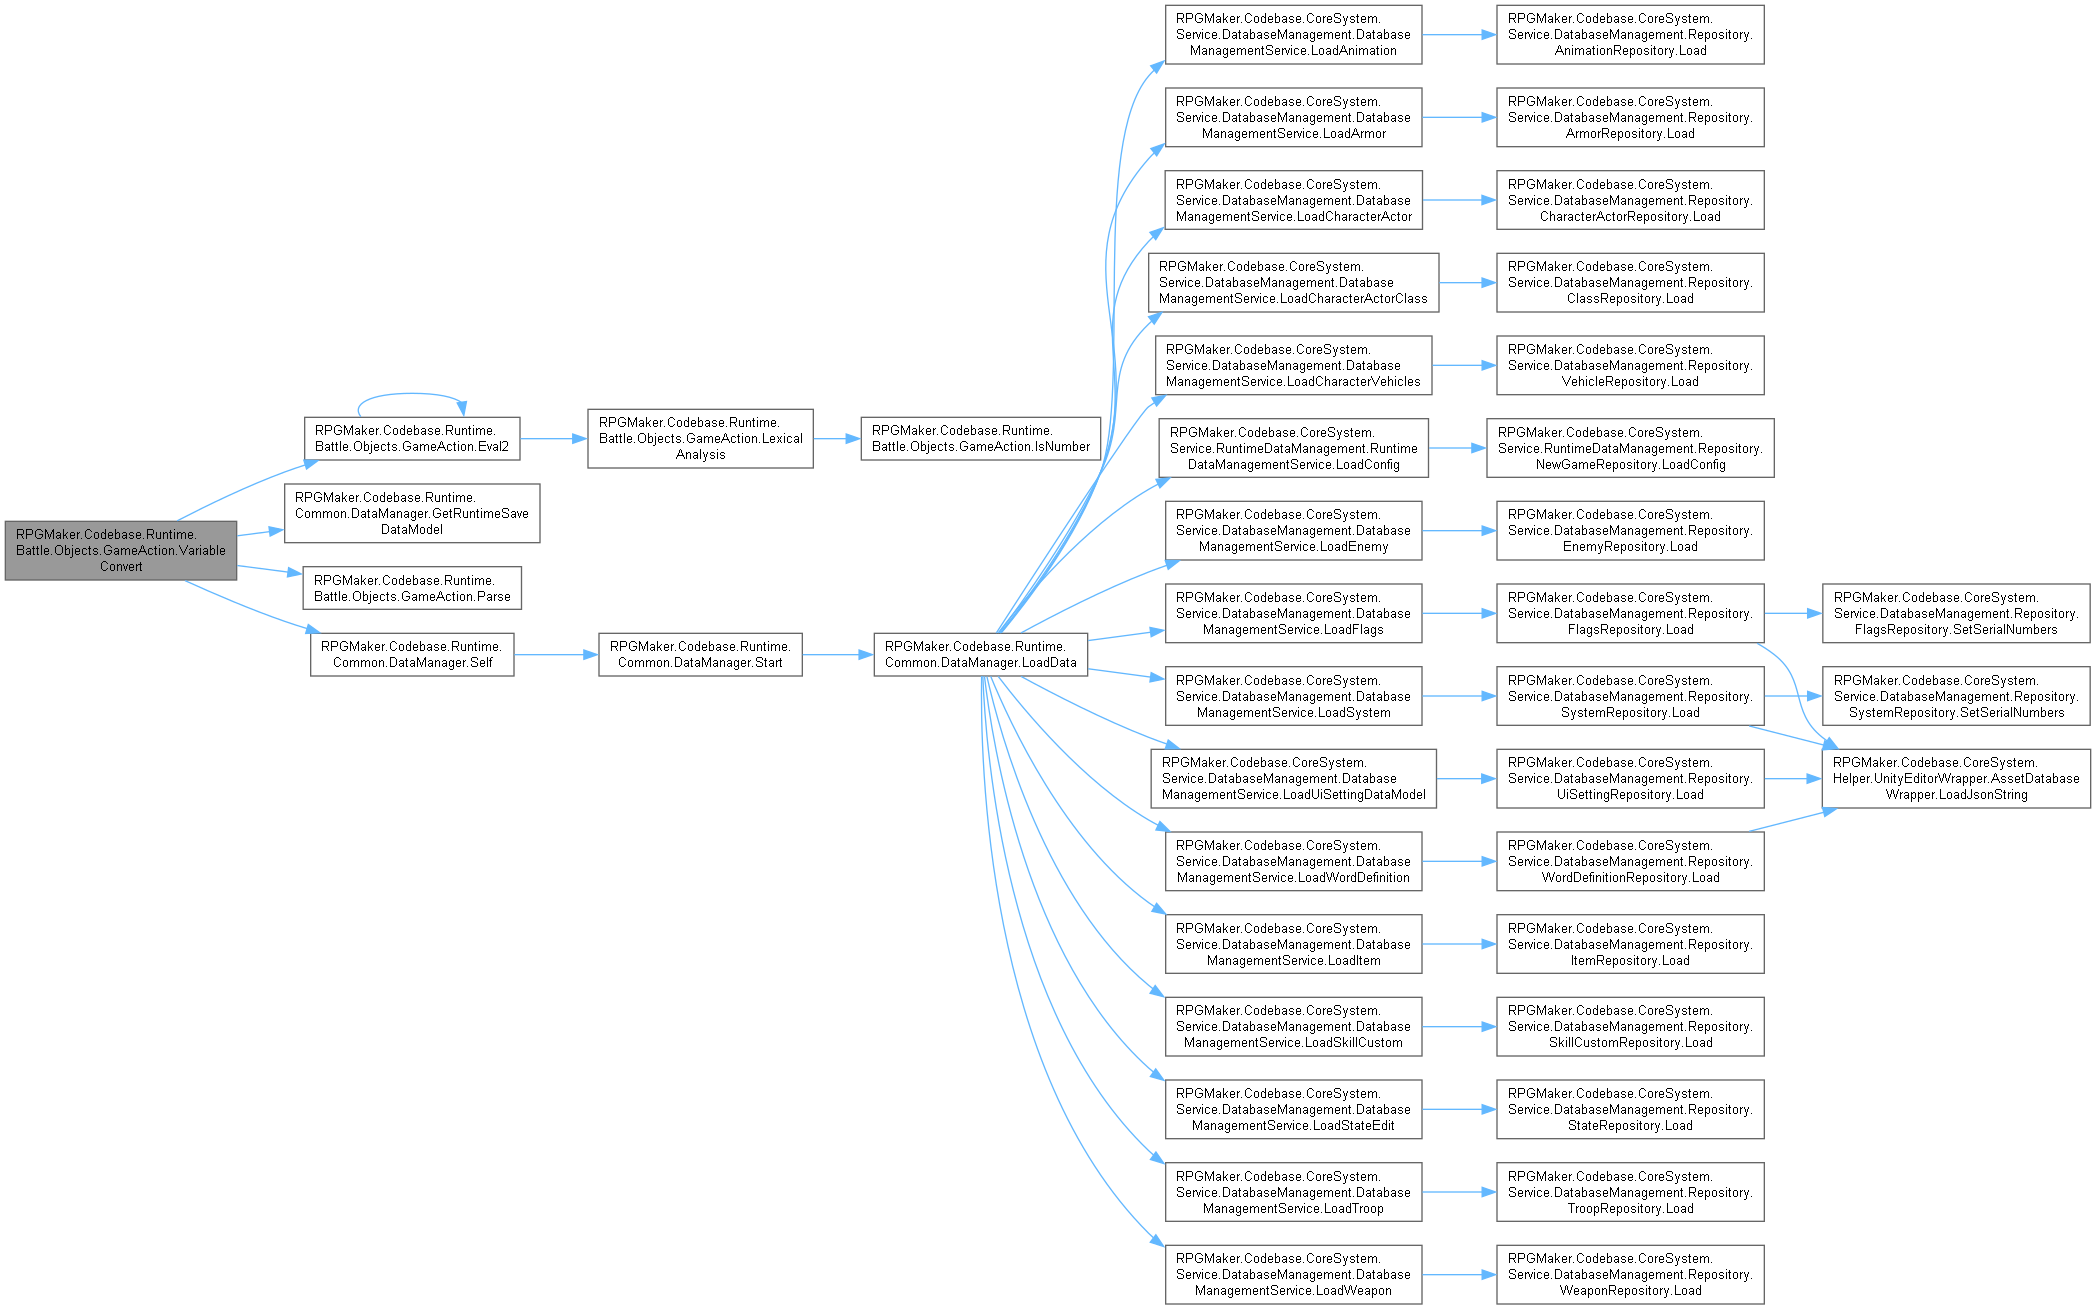 RPGMaker.Codebase.Runtime.
Battle.Objects.GameAction.Variable
Convert
RPGMaker.Codebase.Runtime.
Battle.Objects.GameAction.Eval2
RPGMaker.Codebase.Runtime.
Battle.Objects.GameAction.Lexical
Analysis
RPGMaker.Codebase.Runtime.
Battle.Objects.GameAction.IsNumber
RPGMaker.Codebase.Runtime.
Common.DataManager.GetRuntimeSave
DataModel
RPGMaker.Codebase.Runtime.
Battle.Objects.GameAction.Parse
RPGMaker.Codebase.Runtime.
Common.DataManager.Self
RPGMaker.Codebase.Runtime.
Common.DataManager.Start
RPGMaker.Codebase.Runtime.
Common.DataManager.LoadData
RPGMaker.Codebase.CoreSystem.
Service.DatabaseManagement.Database
ManagementService.LoadAnimation
RPGMaker.Codebase.CoreSystem.
Service.DatabaseManagement.Repository.
AnimationRepository.Load
RPGMaker.Codebase.CoreSystem.
Service.DatabaseManagement.Database
ManagementService.LoadArmor
RPGMaker.Codebase.CoreSystem.
Service.DatabaseManagement.Repository.
ArmorRepository.Load
RPGMaker.Codebase.CoreSystem.
Service.DatabaseManagement.Database
ManagementService.LoadCharacterActor
RPGMaker.Codebase.CoreSystem.
Service.DatabaseManagement.Repository.
CharacterActorRepository.Load
RPGMaker.Codebase.CoreSystem.
Service.DatabaseManagement.Database
ManagementService.LoadCharacterActorClass
RPGMaker.Codebase.CoreSystem.
Service.DatabaseManagement.Repository.
ClassRepository.Load
RPGMaker.Codebase.CoreSystem.
Service.DatabaseManagement.Database
ManagementService.LoadCharacterVehicles
RPGMaker.Codebase.CoreSystem.
Service.DatabaseManagement.Repository.
VehicleRepository.Load
RPGMaker.Codebase.CoreSystem.
Service.RuntimeDataManagement.Runtime
DataManagementService.LoadConfig
RPGMaker.Codebase.CoreSystem.
Service.RuntimeDataManagement.Repository.
NewGameRepository.LoadConfig
RPGMaker.Codebase.CoreSystem.
Service.DatabaseManagement.Database
ManagementService.LoadEnemy
RPGMaker.Codebase.CoreSystem.
Service.DatabaseManagement.Repository.
EnemyRepository.Load
RPGMaker.Codebase.CoreSystem.
Service.DatabaseManagement.Database
ManagementService.LoadFlags
RPGMaker.Codebase.CoreSystem.
Service.DatabaseManagement.Repository.
FlagsRepository.Load
RPGMaker.Codebase.CoreSystem.
Service.DatabaseManagement.Repository.
FlagsRepository.SetSerialNumbers
RPGMaker.Codebase.CoreSystem.
Service.DatabaseManagement.Database
ManagementService.LoadSystem
RPGMaker.Codebase.CoreSystem.
Service.DatabaseManagement.Repository.
SystemRepository.Load
RPGMaker.Codebase.CoreSystem.
Service.DatabaseManagement.Repository.
SystemRepository.SetSerialNumbers
RPGMaker.Codebase.CoreSystem.
Service.DatabaseManagement.Database
ManagementService.LoadUiSettingDataModel
RPGMaker.Codebase.CoreSystem.
Service.DatabaseManagement.Repository.
UiSettingRepository.Load
RPGMaker.Codebase.CoreSystem.
Helper.UnityEditorWrapper.AssetDatabase
Wrapper.LoadJsonString
RPGMaker.Codebase.CoreSystem.
Service.DatabaseManagement.Database
ManagementService.LoadWordDefinition
RPGMaker.Codebase.CoreSystem.
Service.DatabaseManagement.Repository.
WordDefinitionRepository.Load
RPGMaker.Codebase.CoreSystem.
Service.DatabaseManagement.Database
ManagementService.LoadItem
RPGMaker.Codebase.CoreSystem.
Service.DatabaseManagement.Repository.
ItemRepository.Load
RPGMaker.Codebase.CoreSystem.
Service.DatabaseManagement.Database
ManagementService.LoadSkillCustom
RPGMaker.Codebase.CoreSystem.
Service.DatabaseManagement.Repository.
SkillCustomRepository.Load
RPGMaker.Codebase.CoreSystem.
Service.DatabaseManagement.Database
ManagementService.LoadStateEdit
RPGMaker.Codebase.CoreSystem.
Service.DatabaseManagement.Repository.
StateRepository.Load
RPGMaker.Codebase.CoreSystem.
Service.DatabaseManagement.Database
ManagementService.LoadTroop
RPGMaker.Codebase.CoreSystem.
Service.DatabaseManagement.Repository.
TroopRepository.Load
RPGMaker.Codebase.CoreSystem.
Service.DatabaseManagement.Database
ManagementService.LoadWeapon
RPGMaker.Codebase.CoreSystem.
Service.DatabaseManagement.Repository.
WeaponRepository.Load